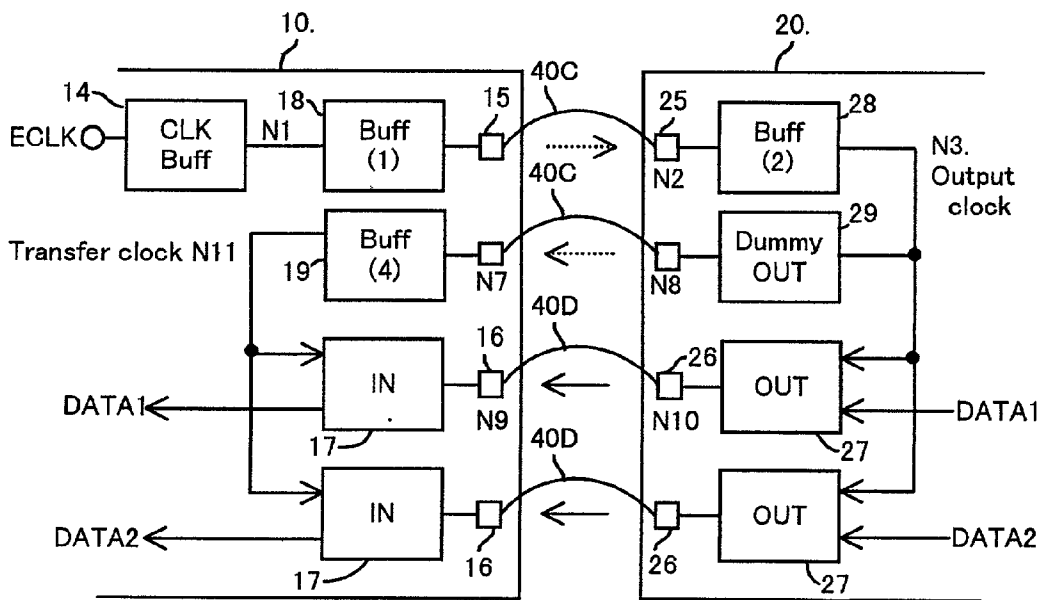 10.
20.
14
18
15
40C
25
28
ECLK
CLK
Buff
N1
Buff
(1)
N2
Buff
(2)
N3.
Output
clock
40C
29
Transfer clock N11
19
Buff
(4)
N7
N8
Dummy
OUT
40D
16
26
IN
OUT
DATA1
17
N9
N10
27
DATA1
40D
IN
OUT
DATA2
17
16
26
27
DATA2